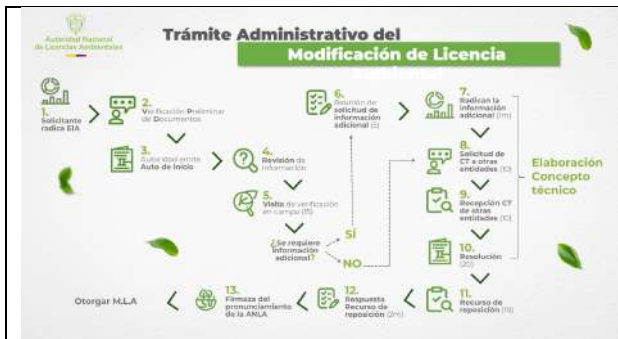 Autoridad Nacional
de Licencias Ambientales
Trámite Administrativo del
Modificación de Licencia
Ambiental
1.
Solicitante
radica EIA
2.
Verificación Preliminar
de Documentos
3.
Autoridad emite
Auto de Inicio
4.
Revisión de
información
5.
Visita de verificación
en campo (15)
¿Se requiere
información
adicional?
SÍ
NO
6.
Reunión de
solicitud de
información
adicional (5)
7.
Radican la
información
adicional (1m)
8.
Solicitud de
CT a otras
entidades (10)
9.
Recepción CT
de otras
entidades (10)
10.
Resolución
(20)
Elaboración
Concepto
técnico
11.
Recurso de
reposición (10)
12.
Respuesta
Recurso de
reposición (2m)
13.
Firmeza del
pronunciamiento
de la ANLA
Otorgar M.L.A